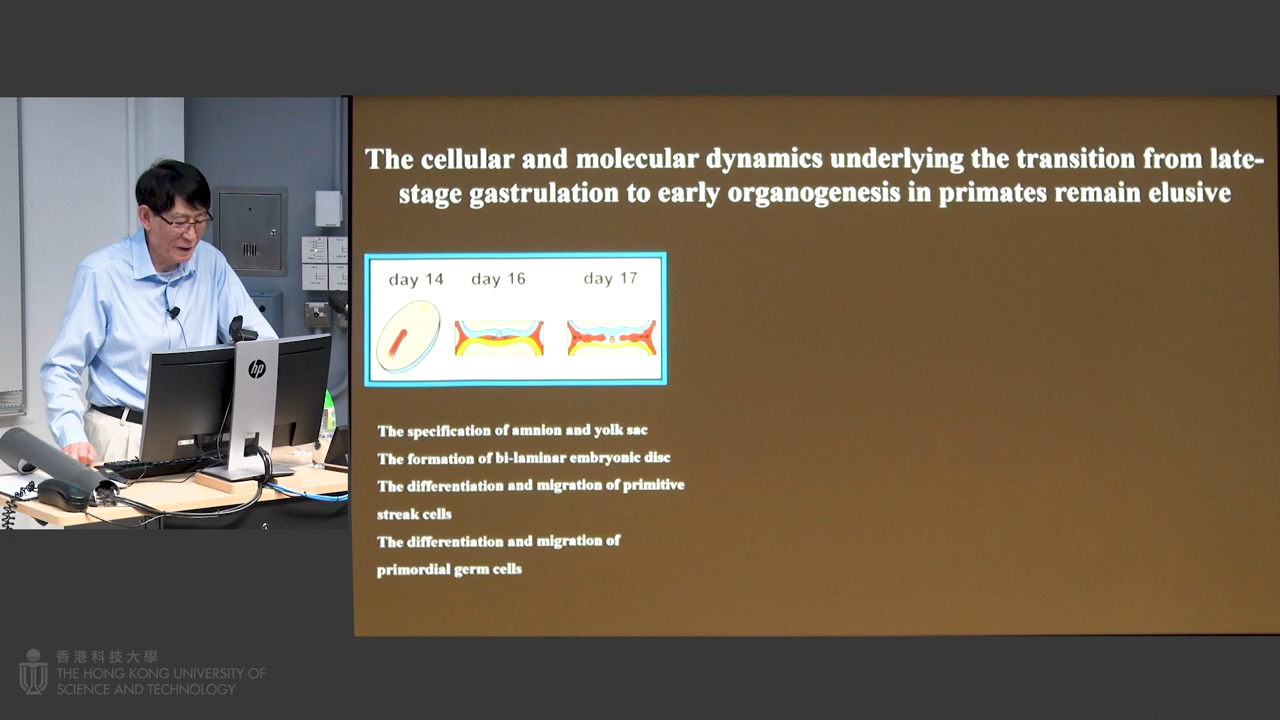 The cellular and molecular dynamics underlying the transition from late-
stage gastrulation to early organogenesis in primates remain elusive
day 14 day 16 day 17
The specification of amnion and yolk sac
The formation of bi-laminar embryonic disc
The differentiation and migration of primitive
streak cells
The differentiation and migration of
primordial germ cells
hp
香港科技大學
THE HONG KONG UNIVERSITY OF
SCIENCE AND TECHNOLOGY